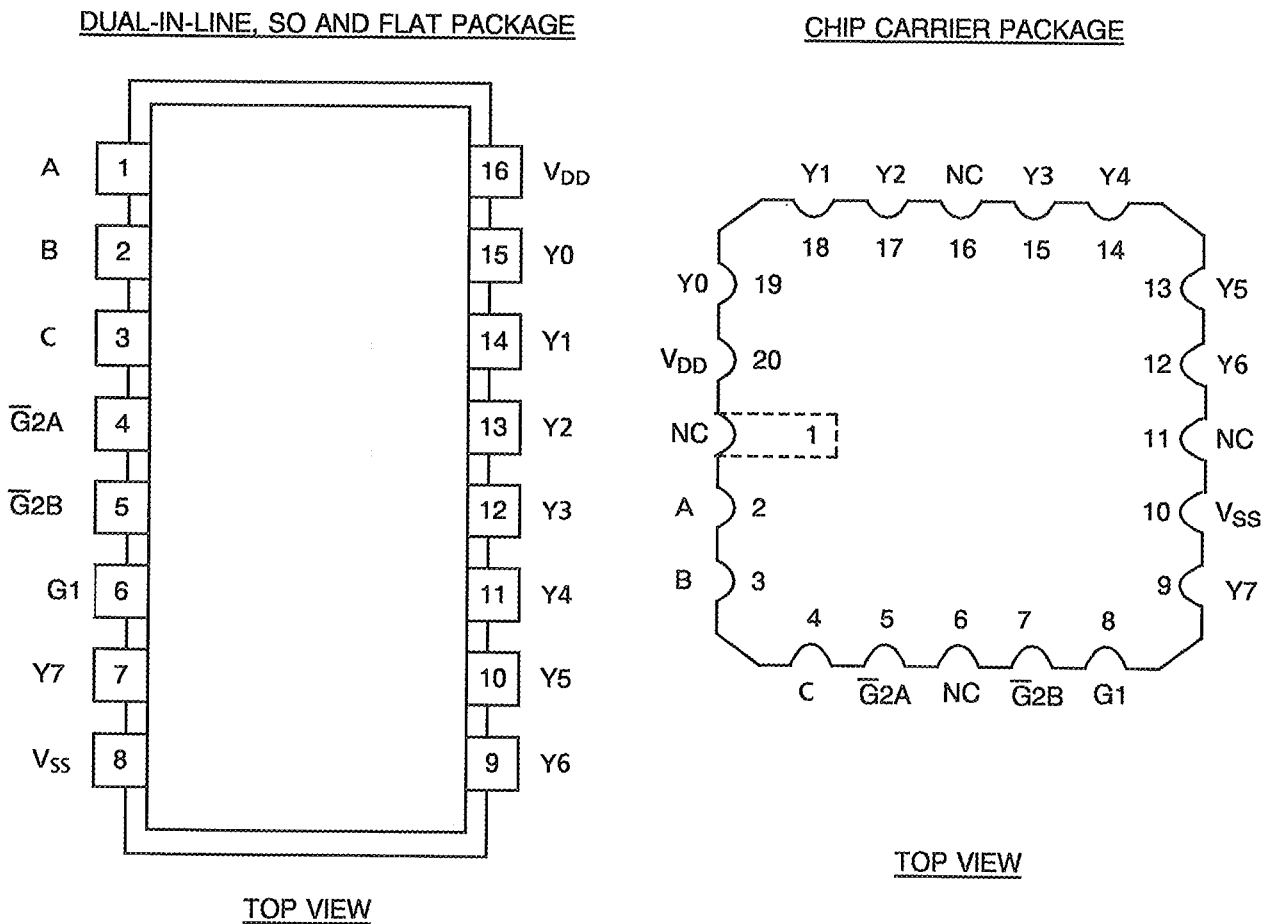 DUAL-IN-LINE, SO AND FLAT PACKAGE
A 1 16 VDD
B 2 15 Y0
C 3 14 Y1
G̅2A 4 13 Y2
G̅2B 5 12 Y3
G1 6 11 Y4
Y7 7 10 Y5
VSS 8 9 Y6
TOP VIEW
CHIP CARRIER PACKAGE
Y1 Y2 NC Y3 Y4
18 17 16 15 14
Y0 19 13 Y5
VDD 20 12 Y6
NC 1 11 NC
A 2 10 VSS
B 3 9 Y7
4 5 6 7 8
C G̅2A NC G̅2B G1
TOP VIEW